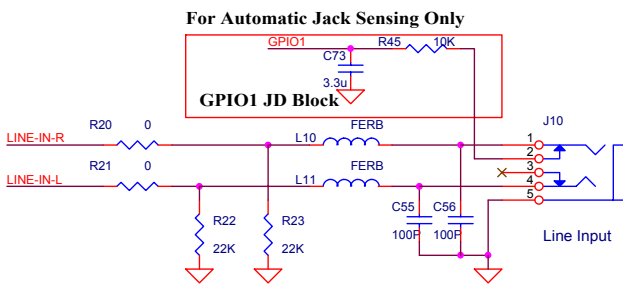 For Automatic Jack Sensing Only
GPIO1 R45 10K
C73
3.3u
GPIO1 JD Block
J10
R20 0 FERB
LINE-IN-R L10 1
2
R21 0 FERB 3
LINE-IN-L L11 4
C55 C56 5
R22 R23
100P 100P
22K 22K
Line Input